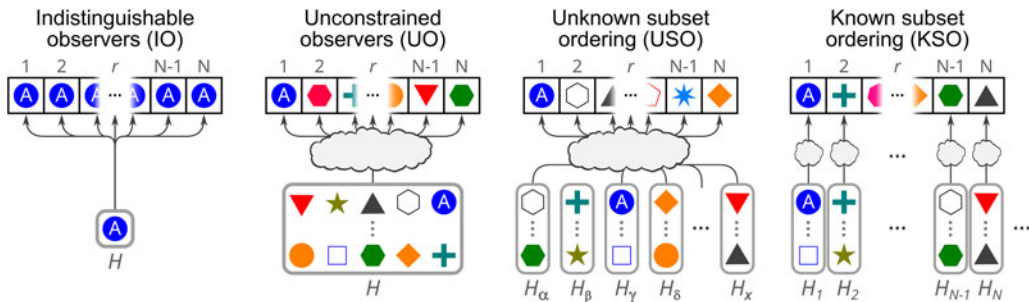 Indistinguishable
observers (IO)
Unconstrained
observers (UO)
Unknown subset
ordering (USO)
Known subset
ordering (KSO)
1 2 r N-1 N
1 2 r N-1 N
1 2 r N-1 N
1 2 r N-1 N
A A A ... A A A
...
A ...
A ...
A
H
A
H
A
...
Hα Hβ Hγ Hδ Hχ
...
A
... ...
H1 H2 HN-1 HN